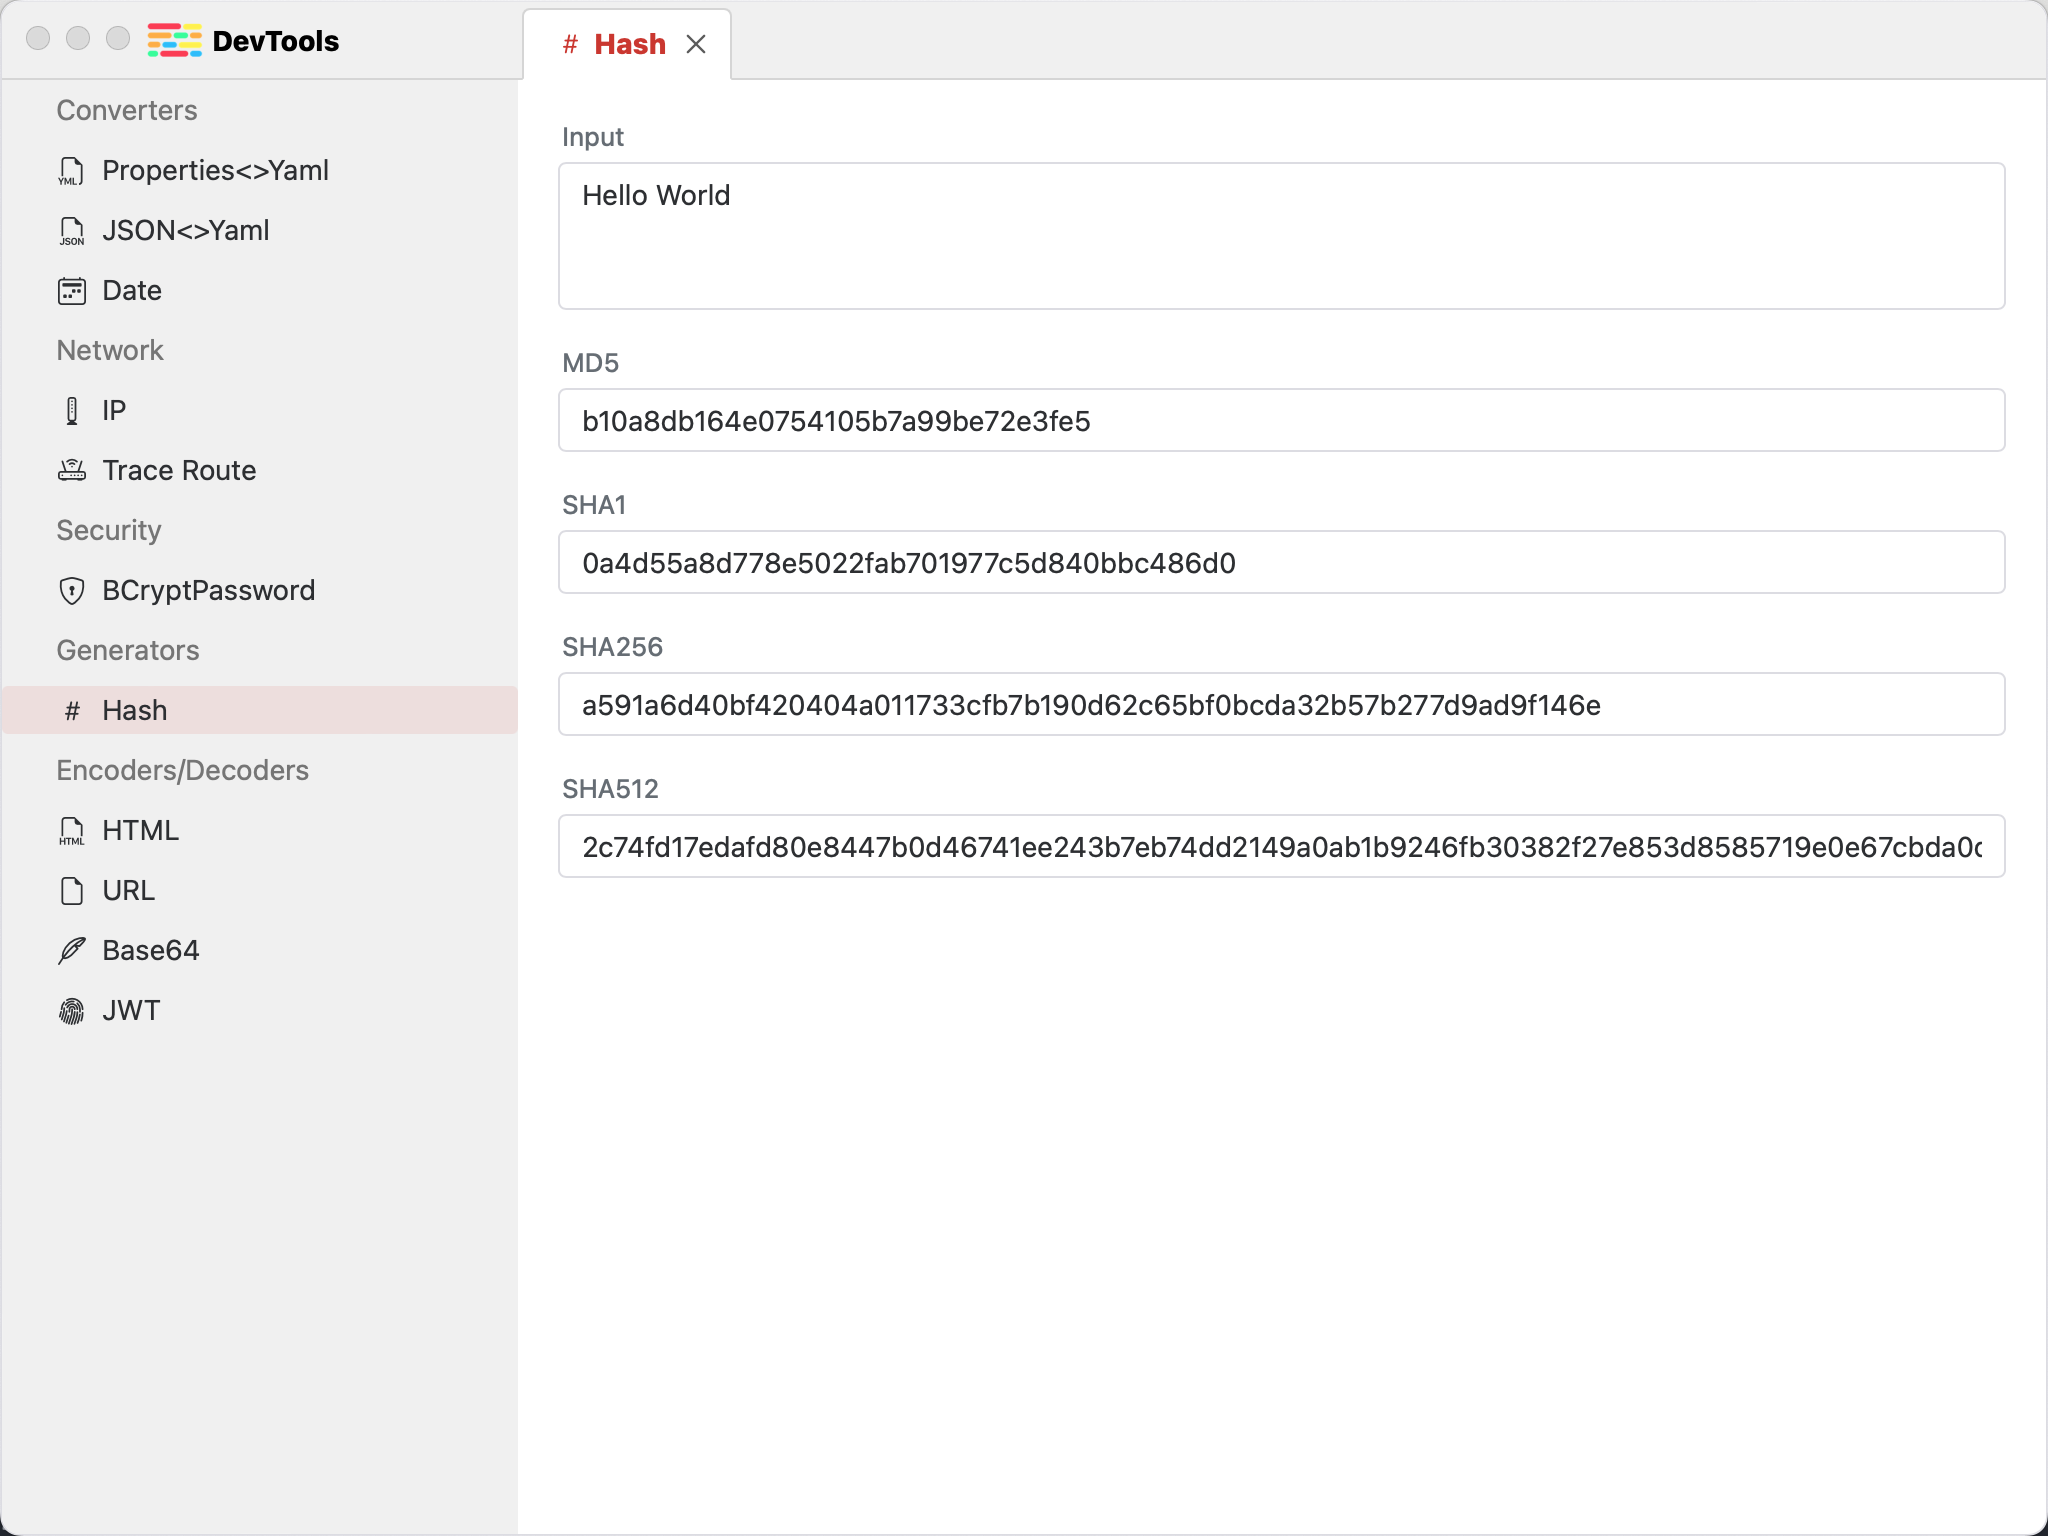 DevTools
# Hash
Converters
Properties<>Yaml
JSON<>Yaml
Date
Network
IP
Trace Route
Security
BCryptPassword
Generators
# Hash
Encoders/Decoders
HTML
URL
Base64
JWT
Input
Hello World
MD5
b10a8db164e0754105b7a99be72e3fe5
SHA1
0a4d55a8d778e5022fab701977c5d840bbc486d0
SHA256
a591a6d40bf420404a011733cfb7b190d62c65bf0bcda32b57b277d9ad9f146e
SHA512
2c74fd17edafd80e8447b0d46741ee243b7eb74dd2149a0ab1b9246fb30382f27e853d8585719e0e67cbda0